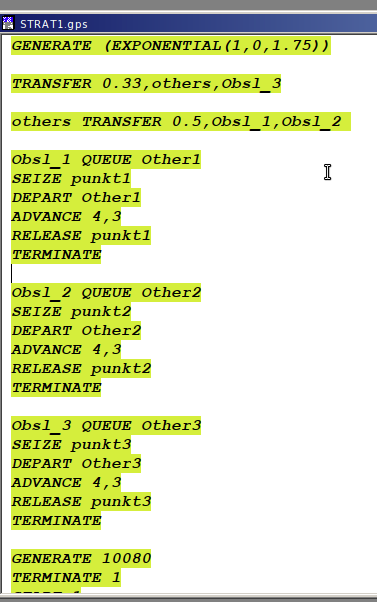 STRAT1.gps
GENERATE (EXPONENTIAL(1,0,1.75))
TRANSFER 0.33,others,Obsl_3
others TRANSFER 0.5,Obsl_1,Obsl_2
Obsl_1 QUEUE Other1
SEIZE punkt1
DEPART Other1
ADVANCE 4,3
RELEASE punkt1
TERMINATE
Obsl_2 QUEUE Other2
SEIZE punkt2
DEPART Other2
ADVANCE 4,3
RELEASE punkt2
TERMINATE
Obsl_3 QUEUE Other3
SEIZE punkt3
DEPART Other3
ADVANCE 4,3
RELEASE punkt3
TERMINATE
GENERATE 10080
TERMINATE 1